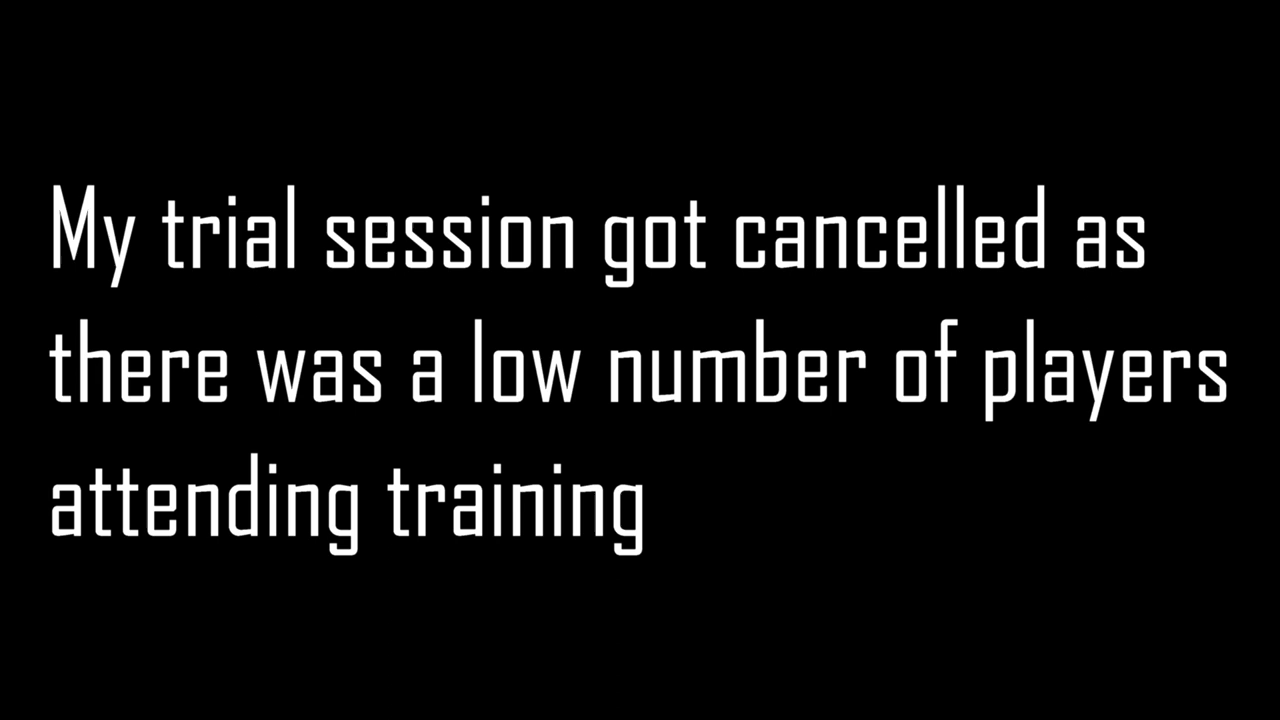 My trial session got cancelled as
there was a low number of players
attending training